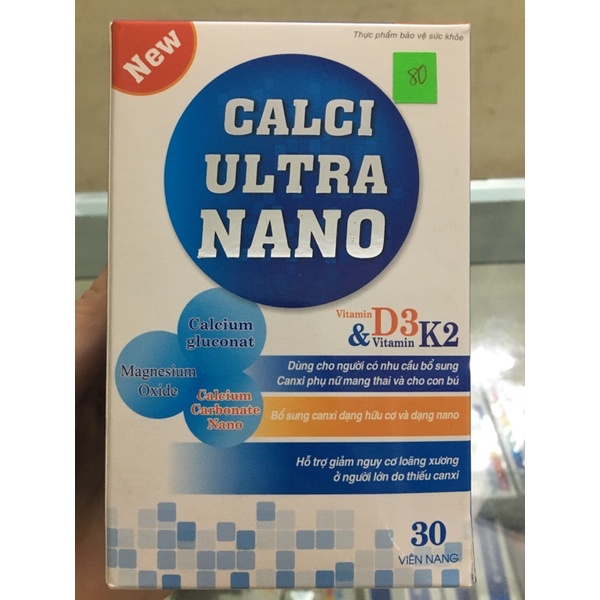 New
Thực phẩm bảo vệ sức khỏe
80
CALCI
ULTRA
NANO
Calcium
gluconat
Magnesium
Oxide
Calcium
Carbonate
Nano
Vitamin D3
& Vitamin K2
Dùng cho người có nhu cầu bổ sung
Canxi phụ nữ mang thai và cho con bú
Bổ sung canxi dạng hữu cơ và dạng nano
Hỗ trợ giảm nguy cơ loãng xương
ở người lớn do thiếu canxi
30
VIÊN NANG